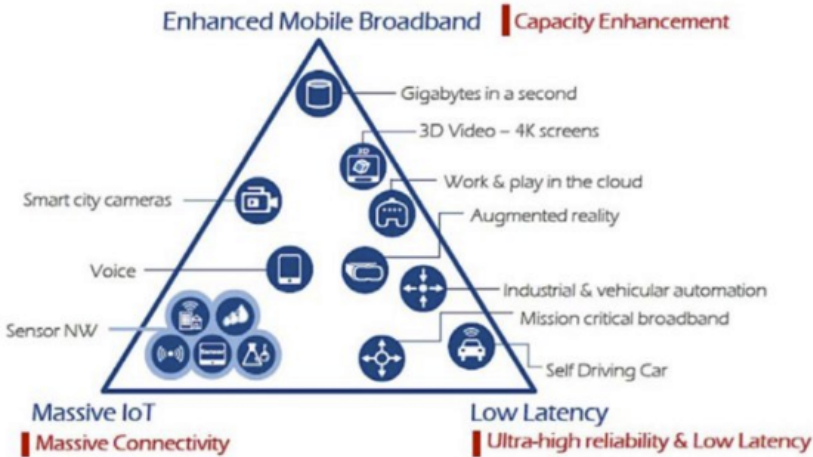 Enhanced Mobile Broadband
Capacity Enhancement
Gigabytes in a second
3D Video – 4K screens
3D
Work & play in the cloud
Smart city cameras
Augmented reality
Voice
Industrial & vehicular automation
Mission critical broadband
Sensor NW
Self Driving Car
Massive IoT
Low Latency
Massive Connectivity
Ultra-high reliability & Low Latency